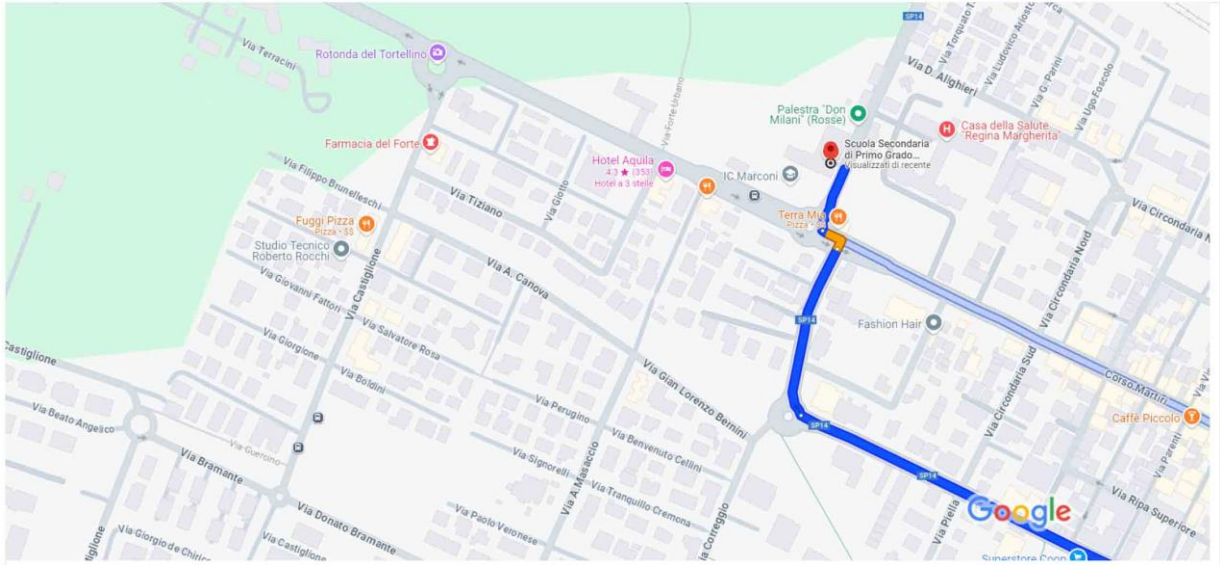 SP14
Via Terracini
Rotonda del Tortellino
Via Torquato T
Via Ludovico Ariosto
Via G. Parini
Via Ugo Foscolo
Via D. Alighieri
Via Forte Urbano
Palestra "Don
Milani" (Rosse)
Casa della Salute
"Regina Margherita"
Farmacia del Forte
Scuola Secondaria
di Primo Grado...
Visualizzati di recente
Hotel Aquila
4.3 ★ (353)
Hotel a 3 stelle
IC Marconi
Via Filippo Brunelleschi
Via Tiziano
Via Giotto
Terra Mia
Pizza • $$
Via Circondaria N
Via Circondaria Nord
Fuggi Pizza
Pizza • $$
Studio Tecnico
Roberto Rocchi
Via Castiglione
Via A. Canova
Via Giovanni Fattori
Via Salvatore Rosa
SP14
Fashion Hair
Via Giorgione
Via Boldini
Castiglione
Via Gian Lorenzo Bernini
Via Circondaria Sud
Corso Martiri
Via Vi
Caffè Piccolo
Via Beato Angelico
Via Perugino
Via Benvenuto Cellini
SP14
Via Guercino
Via Bramante
Via Signorelli
Via A.Masaccio
Via Tranquillo Cremona
Via Parenti
Via Ripa Superiore
Via Piella
Google
Via Donato Bramante
Via Paolo Veronese
Via Correggio
Via Giorgio de Chirico
Via Castiglione
tiglione
Superstore Coop